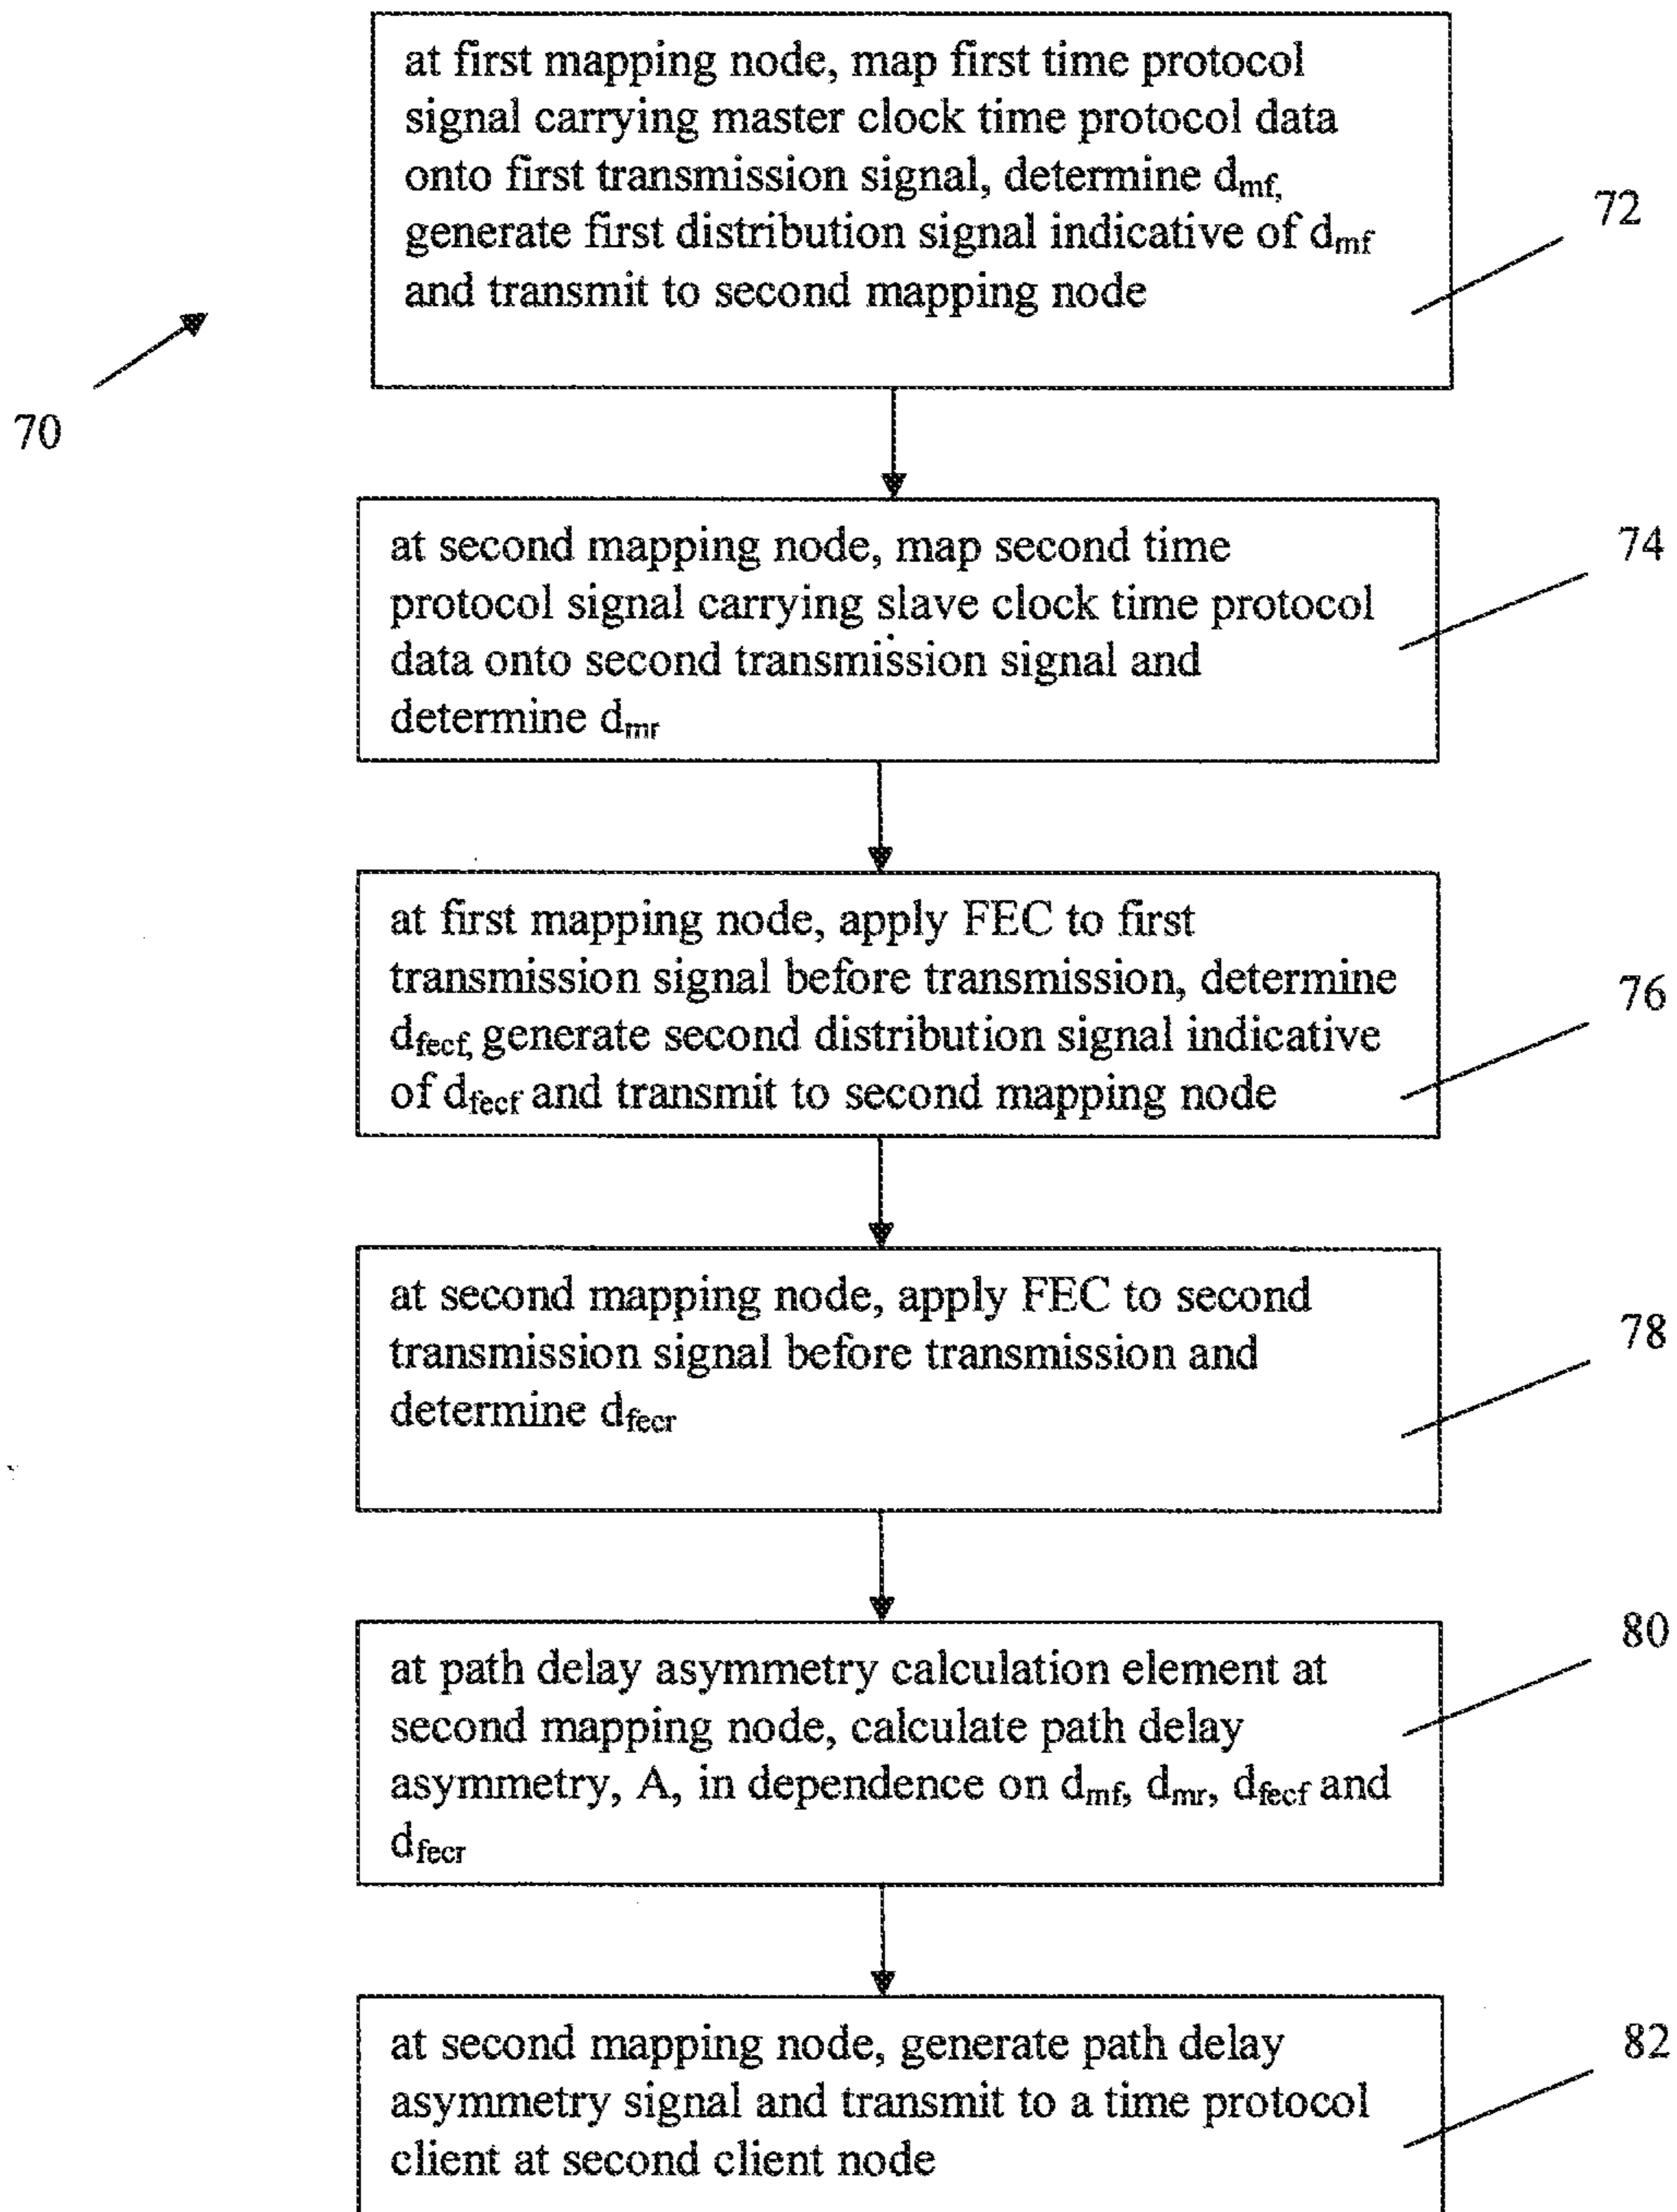 at first mapping node, map first time protocol
signal carrying master clock time protocol data
onto first transmission signal, determine dmf,
generate first distribution signal indicative of dmf
and transmit to second mapping node
72
70
at second mapping node, map second time
protocol signal carrying slave clock time protocol
data onto second transmission signal and
determine dmr
74
at first mapping node, apply FEC to first
transmission signal before transmission, determine
dfecf, generate second distribution signal indicative
of dfecf and transmit to second mapping node
76
at second mapping node, apply FEC to second
transmission signal before transmission and
determine dfecr
78
at path delay asymmetry calculation element at
second mapping node, calculate path delay
asymmetry, A, in dependence on dmf, dmr, dfecf and
dfecr
80
at second mapping node, generate path delay
asymmetry signal and transmit to a time protocol
client at second client node
82